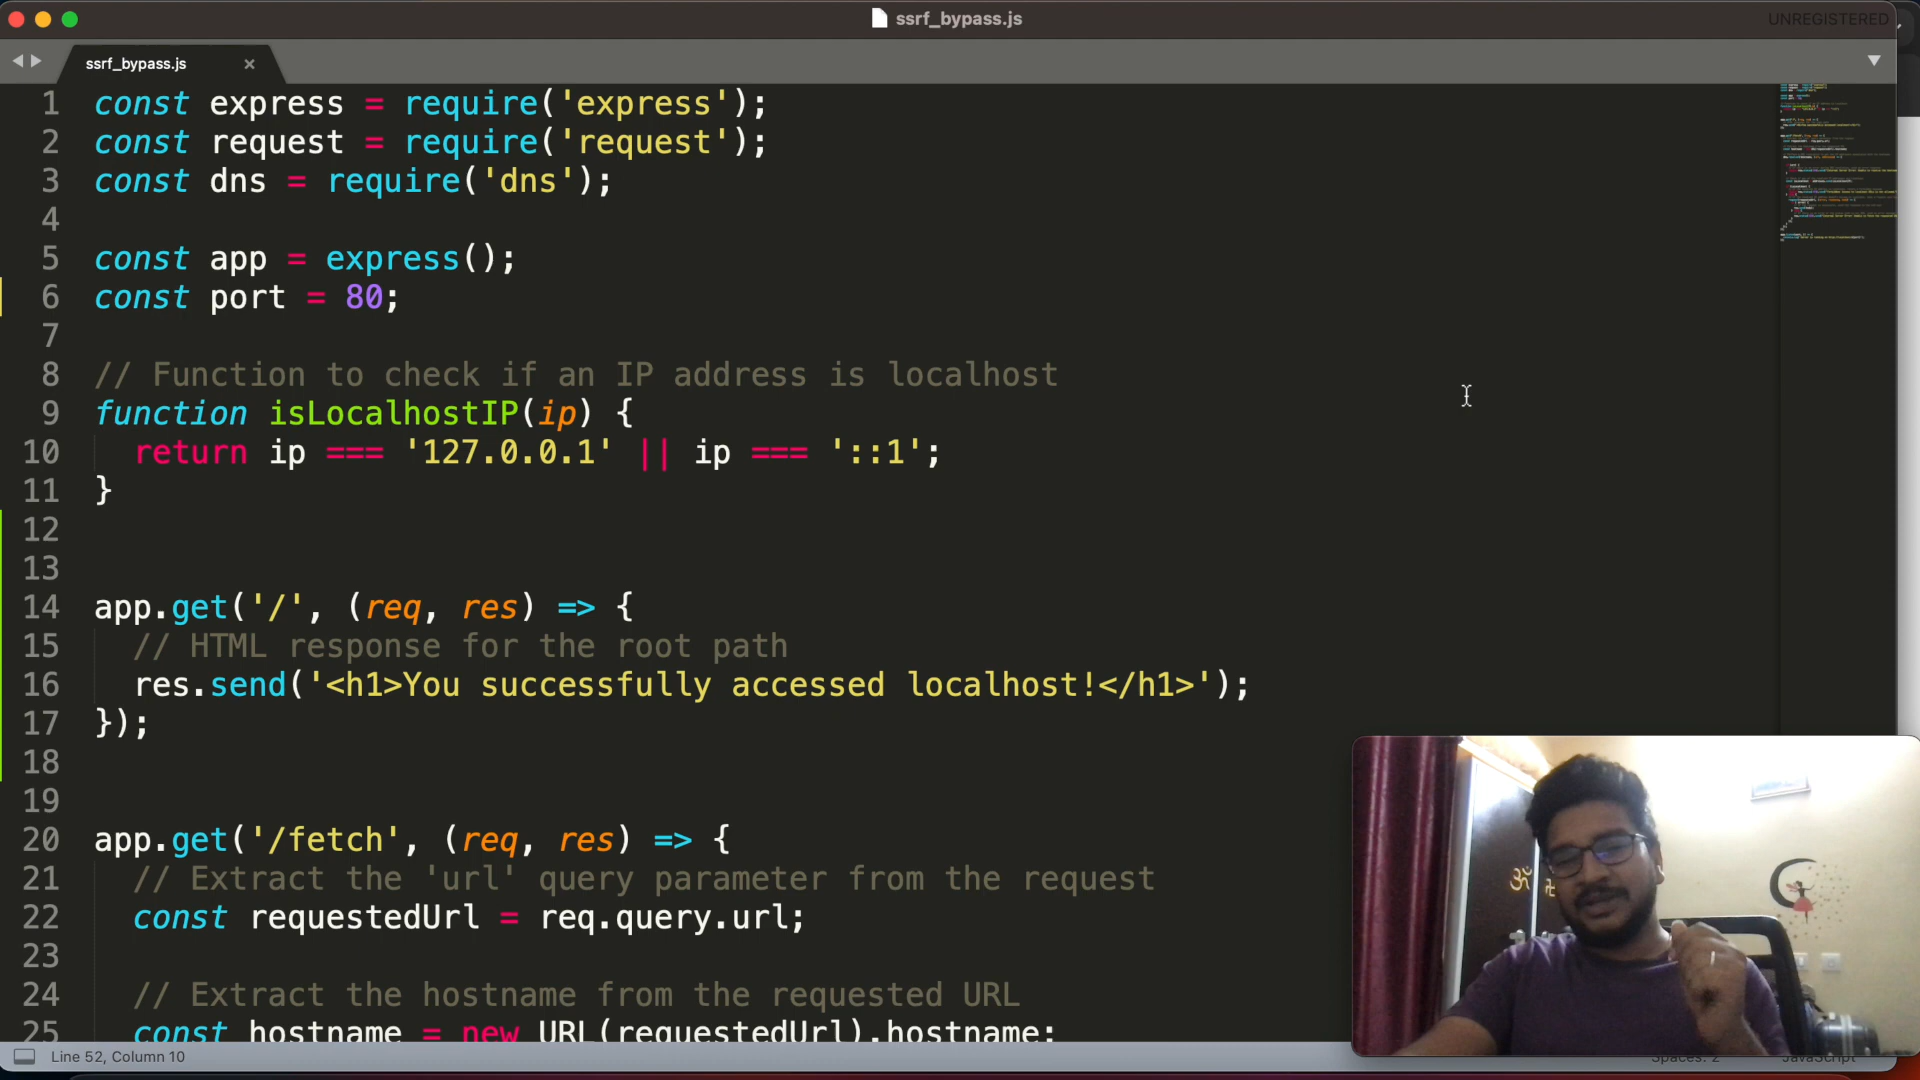 ssrf_bypass.js
UNREGISTERED
ssrf_bypass.js
1 const express = require('express');
2 const request = require('request');
3 const dns = require('dns');
4
5 const app = express();
6 const port = 80;
7
8 // Function to check if an IP address is localhost
9 function isLocalhostIP(ip) {
10 return ip === '127.0.0.1' || ip === '::1';
11 }
12
13
14 app.get('/', (req, res) => {
15 // HTML response for the root path
16 res.send('<h1>You successfully accessed localhost!</h1>');
17 });
18
19
20 app.get('/fetch', (req, res) => {
21 // Extract the 'url' query parameter from the request
22 const requestedUrl = req.query.url;
23
24 // Extract the hostname from the requested URL
25 const hostname = new URL(requestedUrl).hostname;
ॐ 卐
Line 52, Column 10
Spaces: 2
JavaScript